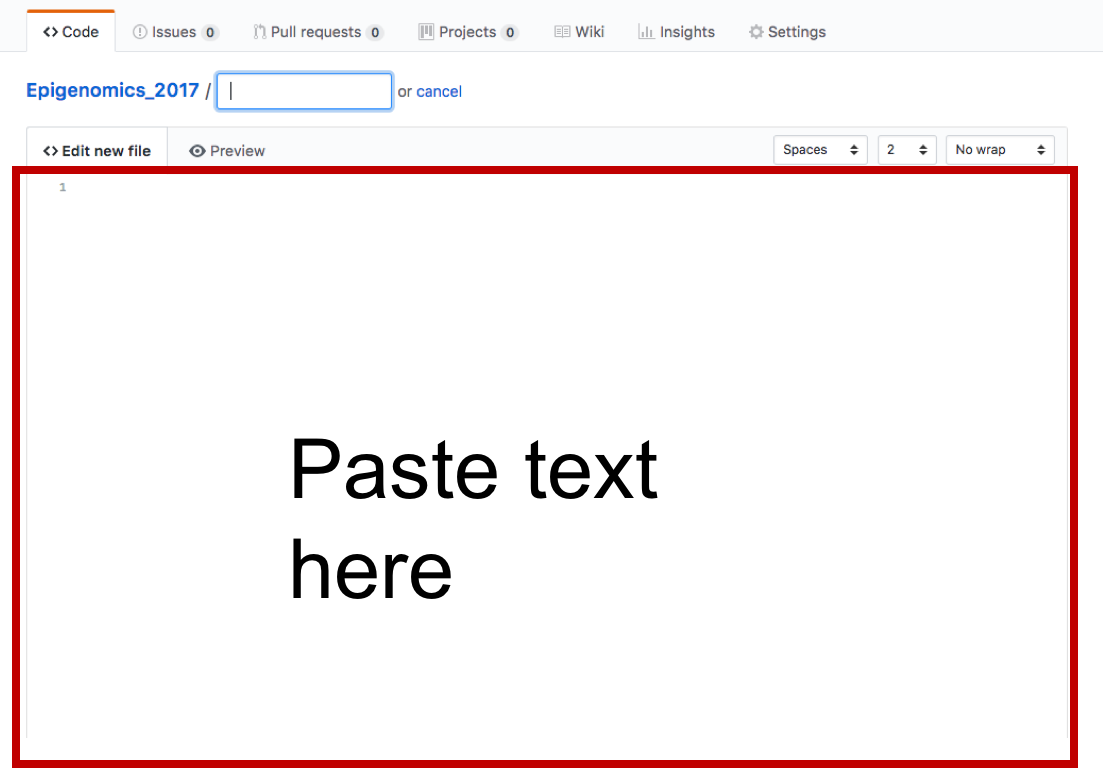 Code Issues 0 Pull requests 0 Projects 0 Wiki Insights Settings
Epigenomics_2017 / or cancel
Edit new file Preview Spaces 2 No wrap
1
Paste text
here